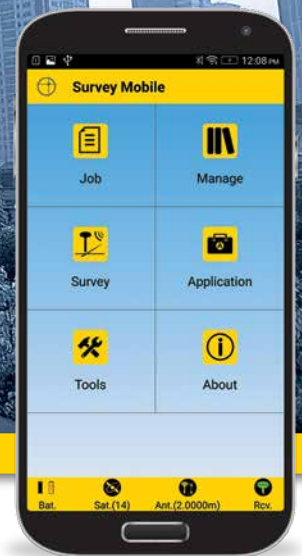 12:08 PM
Survey Mobile
Job
Manage
Survey
Application
Tools
About
Bat.
Sat.(14)
Ant.(2.0000m)
Rcv.